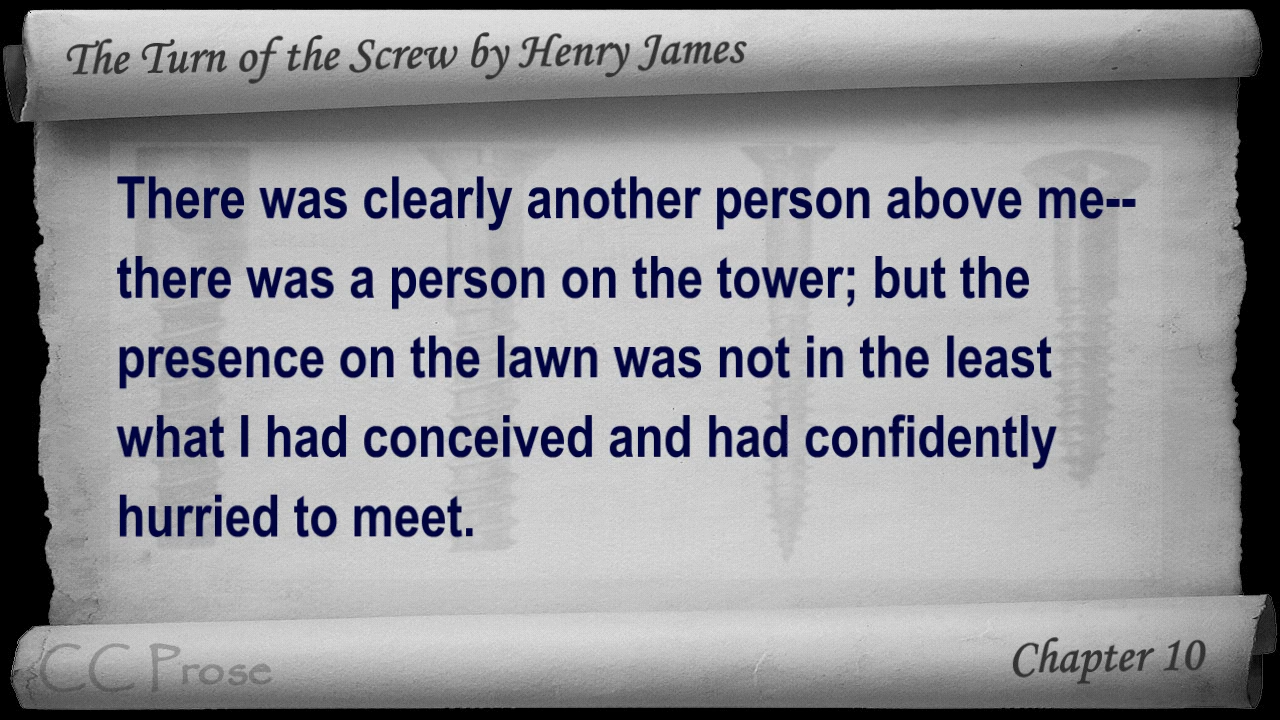 The Turn of the Screw by Henry James
There was clearly another person above me--
there was a person on the tower; but the
presence on the lawn was not in the least
what I had conceived and had confidently
hurried to meet.
CC Prose
Chapter 10